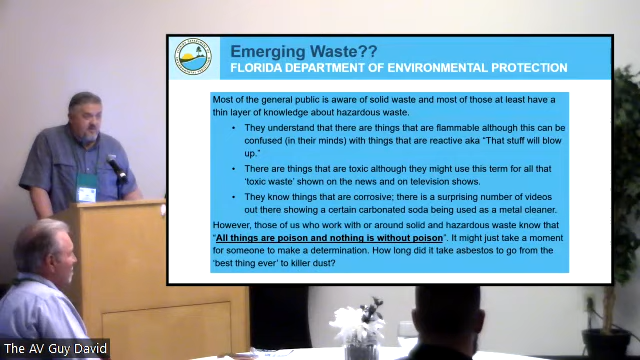 Emerging Waste??
FLORIDA DEPARTMENT OF ENVIRONMENTAL PROTECTION
Most of the general public is aware of solid waste and most of those at least have a
thin layer of knowledge about hazardous waste.
• They understand that there are things that are flammable although this can be
confused (in their minds) with things that are reactive aka “That stuff will blow
up.”
• There are things that are toxic although they might use this term for all that
‘toxic waste’ shown on the news and on television shows.
• They know things that are corrosive; there is a surprising number of videos
out there showing a certain carbonated soda being used as a metal cleaner.
However, those of us who work with or around solid and hazardous waste know that
“All things are poison and nothing is without poison”. It might just take a moment
for someone to make a determination. How long did it take asbestos to go from the
‘best thing ever’ to killer dust?
The AV Guy David